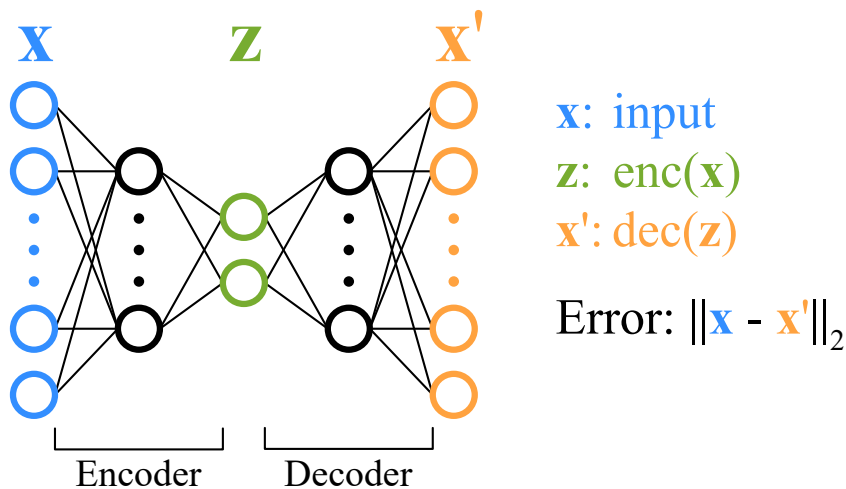 x z x'
x: input
z: enc(x)
x': dec(z)
Error: ||x - x'||₂
Encoder Decoder